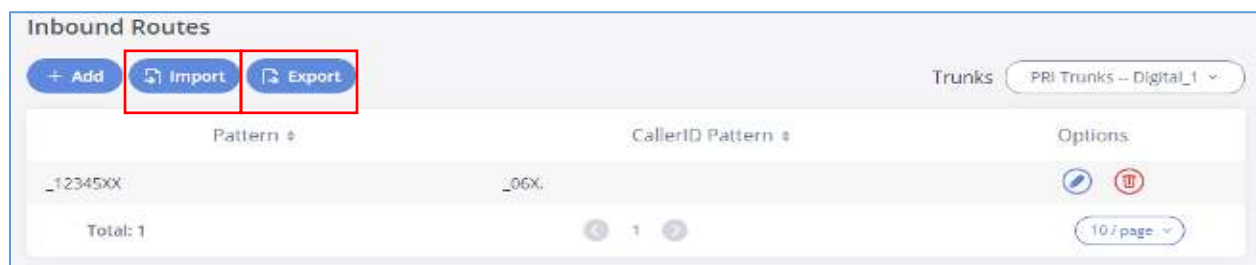 Inbound Routes
+ Add Import Export Trunks PRI Trunks -- Digital_1
Pattern CallerID Pattern Options
_12345XX _06X.
Total: 1 1 10 / page